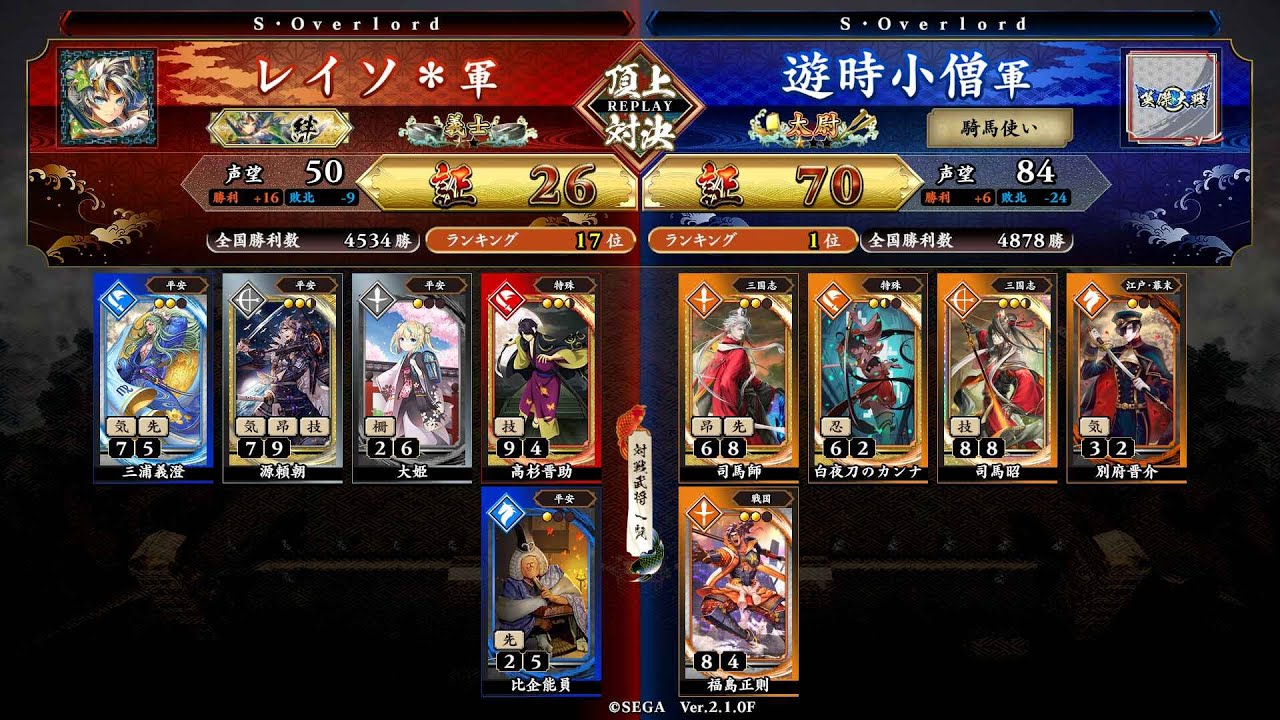 S・Overlord
S・Overlord
レイソ＊軍
頂上
REPLAY
対決
遊時小僧軍
英傑大戦
絆
義士
太尉
騎馬使い
声望 50
勝利 +16 敗北 -9
証 26
証 70
声望 84
勝利 +6 敗北 -24
全国勝利数 4534勝
ランキング 17位
ランキング 1位
全国勝利数 4878勝
平安
気 先
7 5
三浦義澄
平安
気 昂 技
7 9
源頼朝
平安
柵
2 6
大姫
特殊
技
9 4
高杉晋助
三国志
昂 先
6 8
司馬師
特殊
忍
6 2
白夜刀のカンナ
三国志
技
8 8
司馬昭
江戸・幕末
気
3 2
別府晋介
対戦武将一覧
平安
先
2 5
比企能員
戦国
8 4
福島正則
©SEGA Ver.2.1.0F